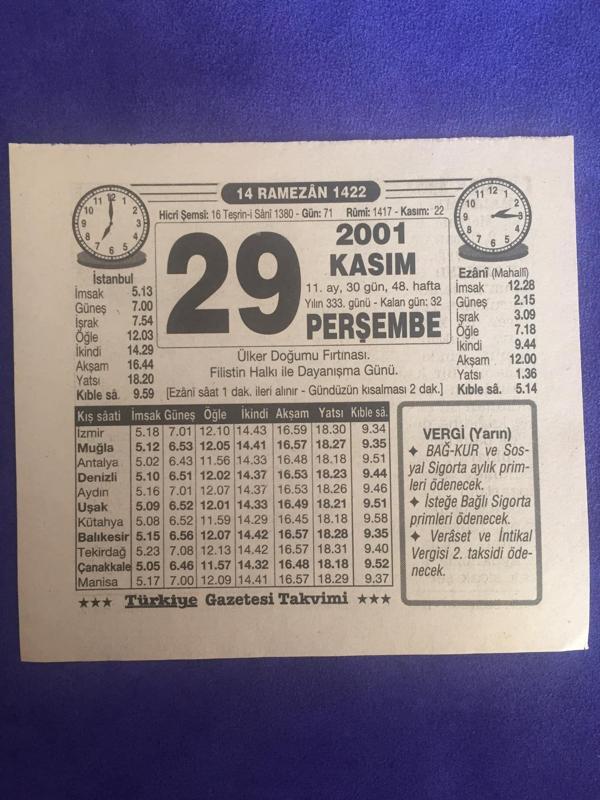 14 RAMEZÂN 1422
Hicrî Şemsî: 16 Teşrin-i Sânî 1380 - Gün: 71 Rûmî: 1417 - Kasım: 22
29
2001
KASIM
11. ay, 30 gün, 48. hafta
Yılın 333. günü - Kalan gün: 32
PERŞEMBE
Ülker Doğumu Fırtınası.
Filistin Halkı ile Dayanışma Günü.
[Ezânî sâat 1 dak. ileri alınır - Gündüzün kısalması 2 dak.]
İstanbul
İmsak 5.13
Güneş 7.00
İşrak 7.54
Öğle 12.03
İkindi 14.29
Akşam 16.44
Yatsı 18.20
Kıble sâ. 9.59
Ezânî (Mahallî)
İmsak 12.28
Güneş 2.15
İşrak 3.09
Öğle 7.18
İkindi 9.44
Akşam 12.00
Yatsı 1.36
Kıble sâ. 5.14
Kış sâati İmsak Güneş Öğle İkindi Akşam Yatsı Kıble sâ.
İzmir 5.18 7.01 12.10 14.43 16.59 18.30 9.34
Muğla 5.12 6.53 12.05 14.41 16.57 18.27 9.35
Antalya 5.02 6.43 11.56 14.33 16.48 18.18 9.51
Denizli 5.10 6.51 12.02 14.37 16.53 18.23 9.44
Aydın 5.16 7.01 12.07 14.37 16.53 18.26 9.46
Uşak 5.09 6.52 12.01 14.33 16.49 18.21 9.51
Kütahya 5.08 6.52 11.59 14.29 16.45 18.18 9.58
Balıkesir 5.15 6.56 12.07 14.42 16.57 18.28 9.35
Tekirdağ 5.23 7.08 12.13 14.42 16.57 18.31 9.40
Çanakkale 5.05 6.46 11.57 14.32 16.48 18.18 9.52
Manisa 5.17 7.00 12.09 14.41 16.57 18.29 9.37
VERGİ (Yarın)
✦ BAĞ-KUR ve Sos-
yal Sigorta aylık prim-
leri ödenecek.
✦ İsteğe Bağlı Sigorta
primleri ödenecek.
✦ Verâset ve İntikal
Vergisi 2. taksidi öde-
necek.
★★★ Türkiye Gazetesi Takvimi ★★★